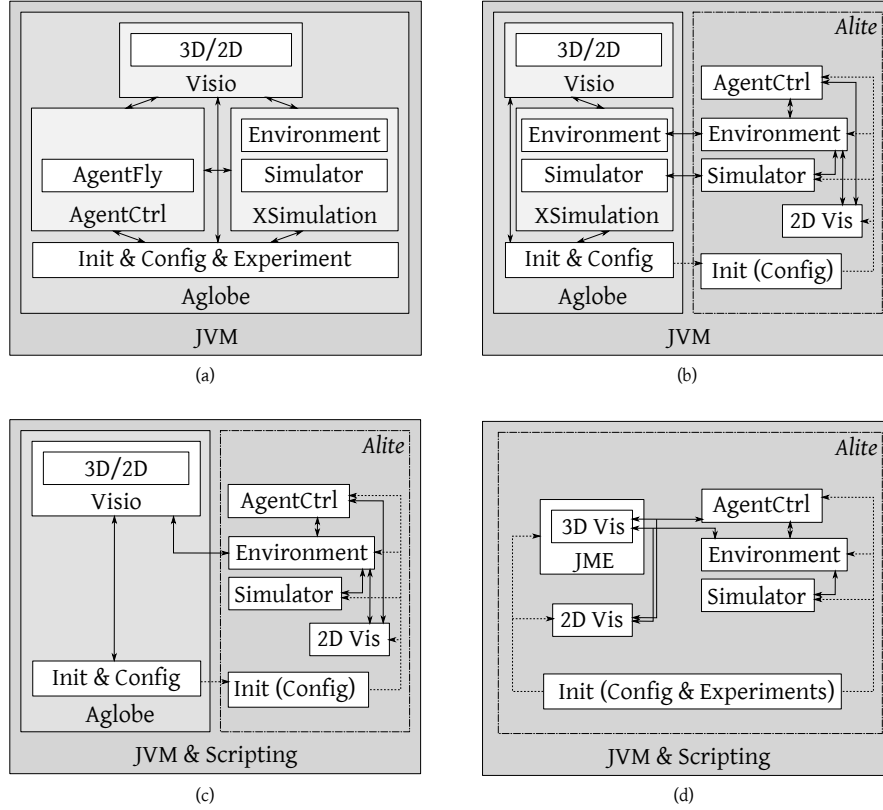 3D/2D
Visio
Environment
AgentFly
Simulator
AgentCtrl
XSimulation
Init & Config & Experiment
Aglobe
JVM
(a)
Alite
3D/2D
Visio
AgentCtrl
Environment
Environment
Simulator
Simulator
XSimulation
2D Vis
Init & Config
Init (Config)
Aglobe
JVM
(b)
Alite
3D/2D
Visio
AgentCtrl
Environment
Simulator
2D Vis
Init & Config
Init (Config)
Aglobe
JVM & Scripting
(c)
Alite
AgentCtrl
3D Vis
Environment
JME
Simulator
2D Vis
Init (Config & Experiments)
JVM & Scripting
(d)